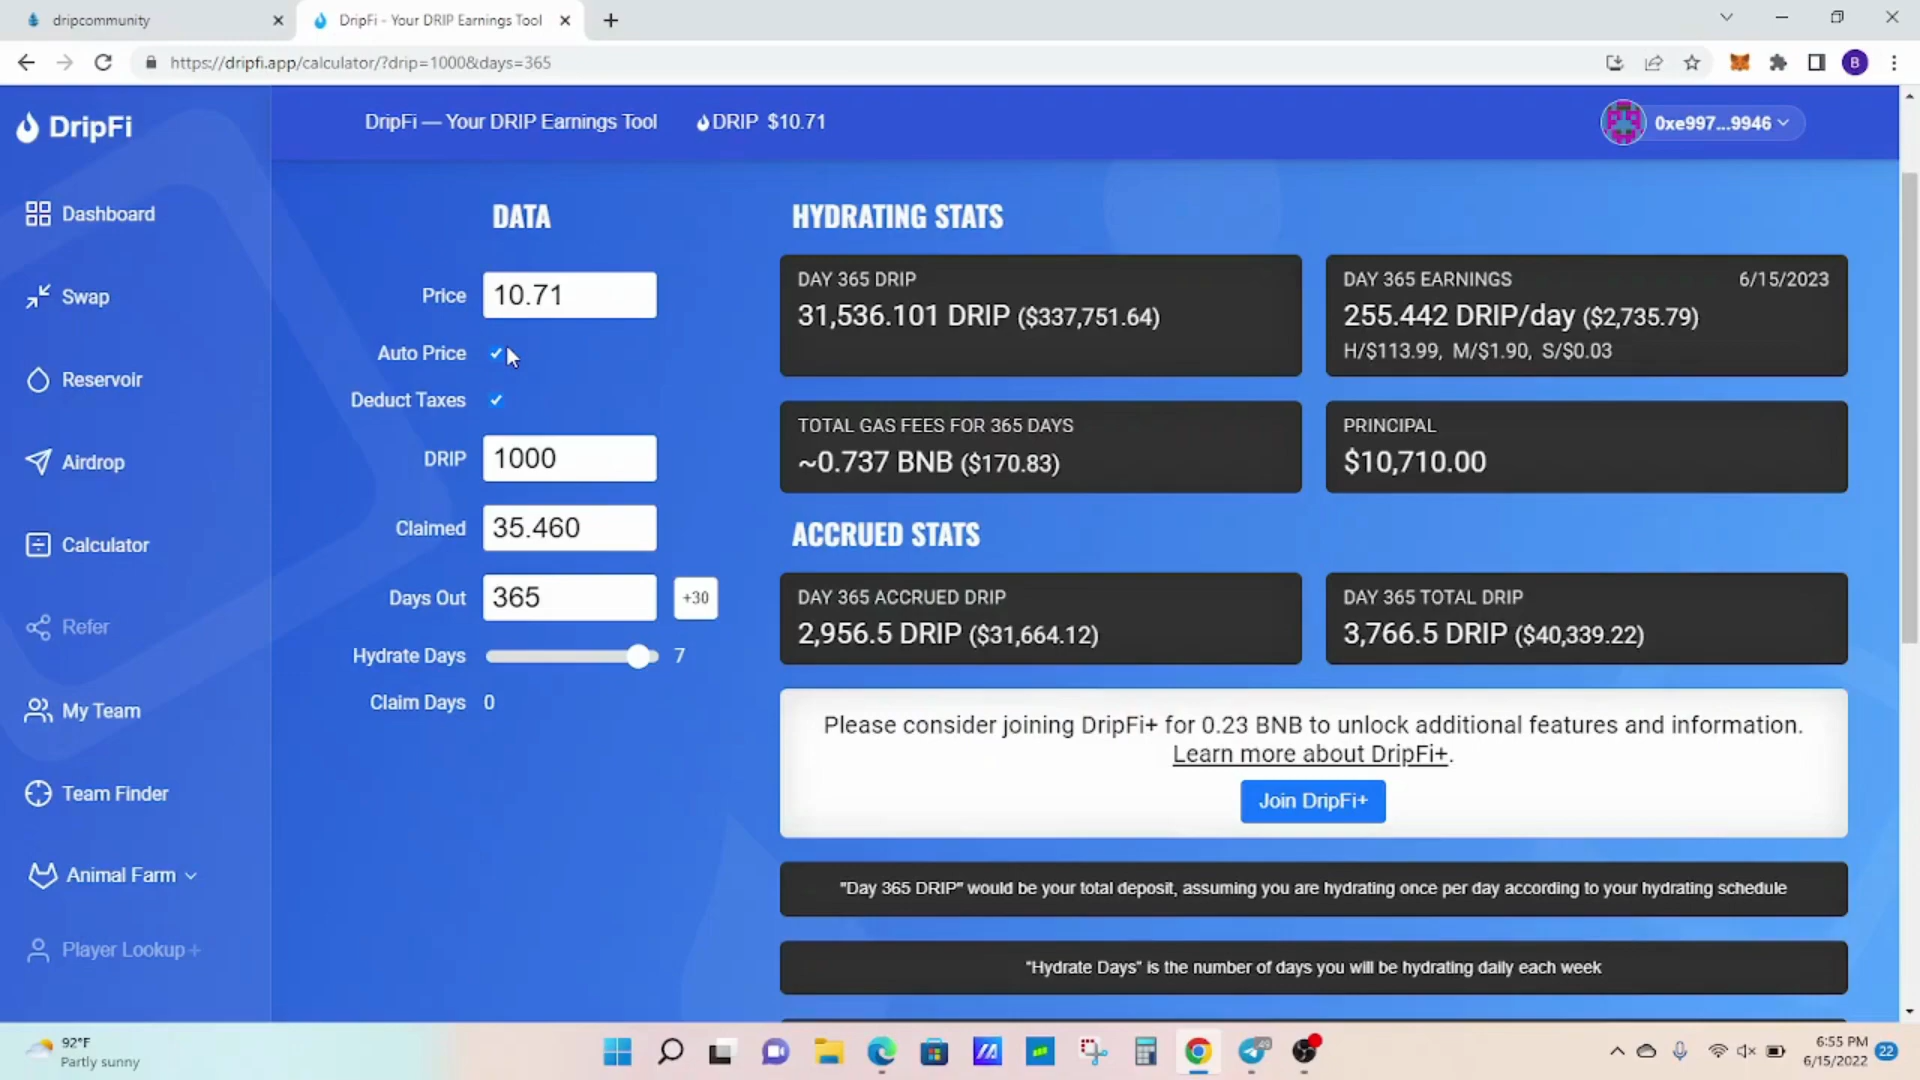 dripcommunity
DripFi - Your DRIP Earnings Tool
https://dripfi.app/calculator/?drip=1000&days=365
B
DripFi
DripFi — Your DRIP Earnings Tool
DRIP $10.71
0xe997...9946
Dashboard
Swap
Reservoir
Airdrop
Calculator
Refer
My Team
Team Finder
Animal Farm
Player Lookup+
DATA
Price 10.71
Auto Price
Deduct Taxes
DRIP 1000
Claimed 35.460
Days Out 365 +30
Hydrate Days 7
Claim Days 0
HYDRATING STATS
DAY 365 DRIP
31,536.101 DRIP ($337,751.64)
DAY 365 EARNINGS 6/15/2023
255.442 DRIP/day ($2,735.79)
H/$113.99, M/$1.90, S/$0.03
TOTAL GAS FEES FOR 365 DAYS
~0.737 BNB ($170.83)
PRINCIPAL
$10,710.00
ACCRUED STATS
DAY 365 ACCRUED DRIP
2,956.5 DRIP ($31,664.12)
DAY 365 TOTAL DRIP
3,766.5 DRIP ($40,339.22)
Please consider joining DripFi+ for 0.23 BNB to unlock additional features and information.
Learn more about DripFi+.
Join DripFi+
"Day 365 DRIP" would be your total deposit, assuming you are hydrating once per day according to your hydrating schedule
"Hydrate Days" is the number of days you will be hydrating daily each week
92°F
Partly sunny
6:55 PM
6/15/2022
22